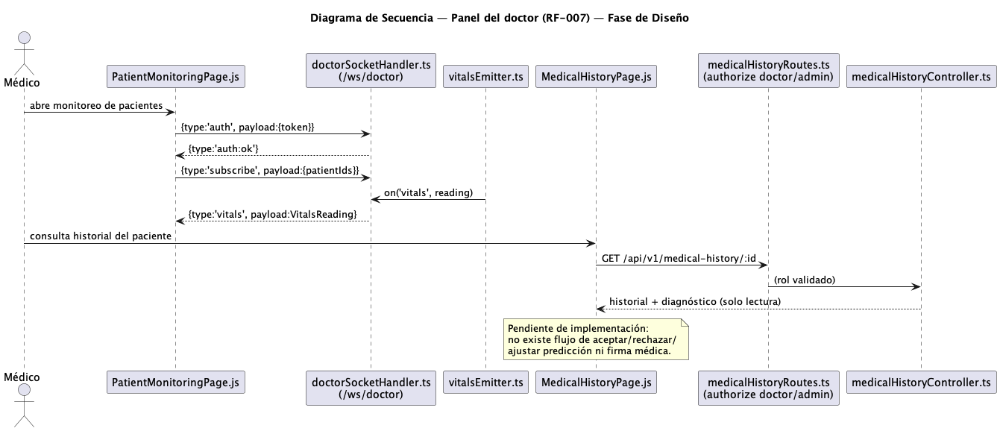 Diagrama de Secuencia — Panel del doctor (RF-007) — Fase de Diseño
Médico
PatientMonitoringPage.js
doctorSocketHandler.ts
(/ws/doctor)
vitalsEmitter.ts
MedicalHistoryPage.js
medicalHistoryRoutes.ts
(authorize doctor/admin)
medicalHistoryController.ts
abre monitoreo de pacientes
{type:'auth', payload:{token}}
{type:'auth:ok'}
{type:'subscribe', payload:{patientIds}}
on('vitals', reading)
{type:'vitals', payload:VitalsReading}
consulta historial del paciente
GET /api/v1/medical-history/:id
(rol validado)
historial + diagnóstico (solo lectura)
Pendiente de implementación:
no existe flujo de aceptar/rechazar/
ajustar predicción ni firma médica.
Médico
PatientMonitoringPage.js
doctorSocketHandler.ts
(/ws/doctor)
vitalsEmitter.ts
MedicalHistoryPage.js
medicalHistoryRoutes.ts
(authorize doctor/admin)
medicalHistoryController.ts